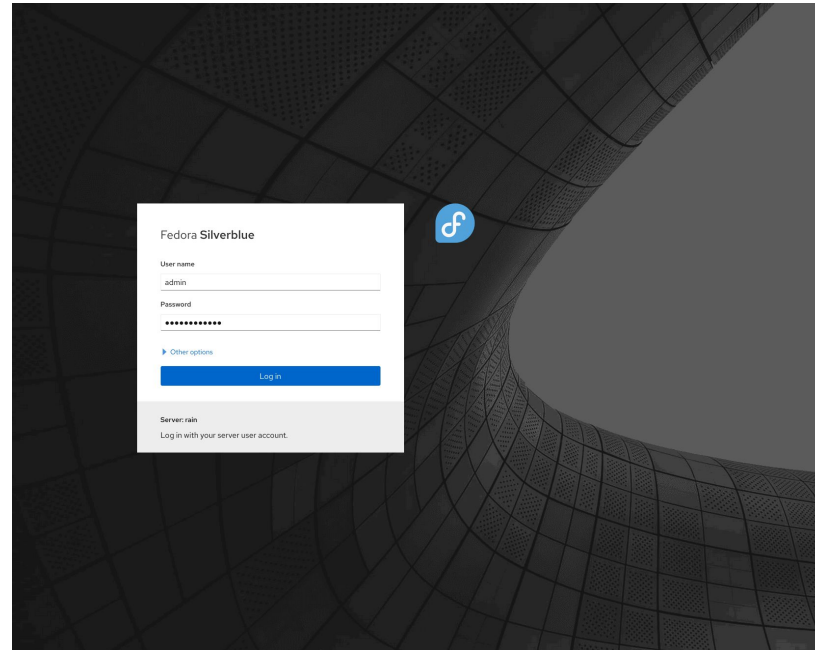 Fedora Silverblue
User name
admin
Password
••••••••••••
Other options
Log in
Server: rain
Log in with your server user account.